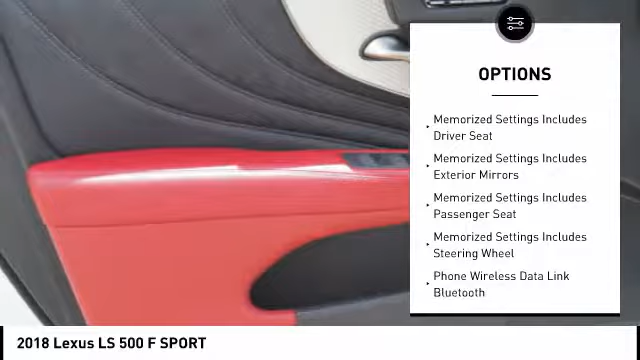 OPTIONS
Memorized Settings Includes
Driver Seat
Memorized Settings Includes
Exterior Mirrors
Memorized Settings Includes
Passenger Seat
Memorized Settings Includes
Steering Wheel
Phone Wireless Data Link
Bluetooth
2018 Lexus LS 500 F SPORT